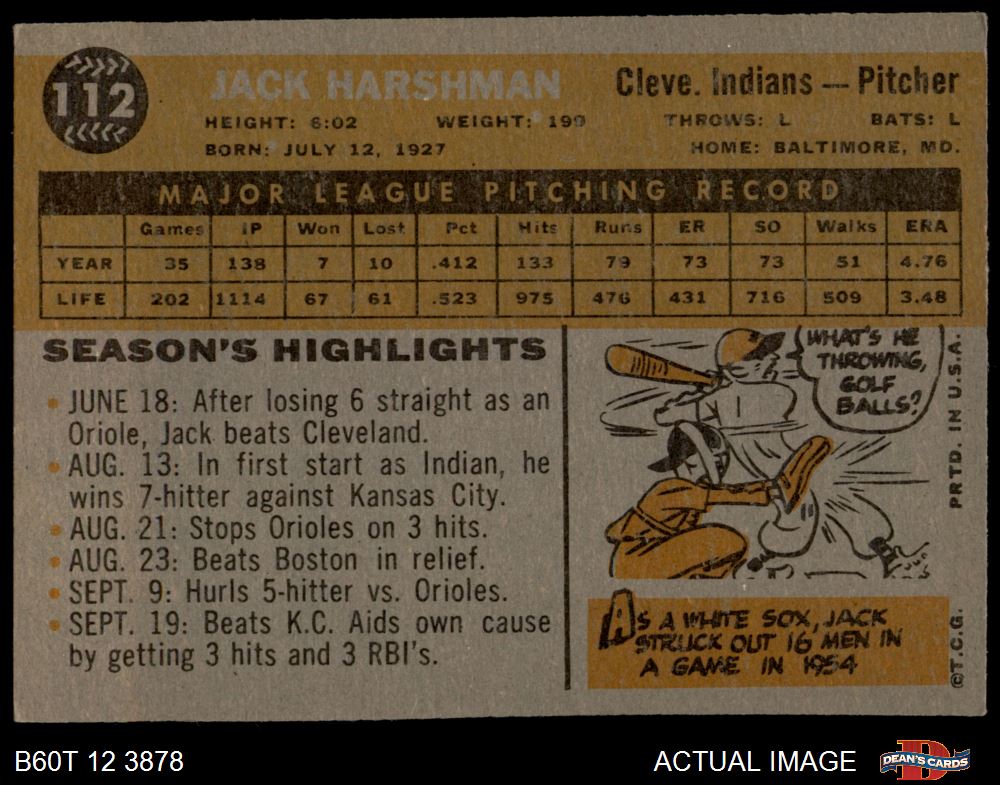 112
JACK HARSHMAN
Cleve. Indians — Pitcher
HEIGHT: 6:02 WEIGHT: 199 THROWS: L BATS: L
BORN: JULY 12, 1927 HOME: BALTIMORE, MD.
MAJOR LEAGUE PITCHING RECORD
Games IP Won Lost Pct Hits Runs ER SO Walks ERA
YEAR 35 138 7 10 .412 133 79 73 73 51 4.76
LIFE 202 1114 67 61 .523 975 476 431 716 509 3.48
SEASON'S HIGHLIGHTS
• JUNE 18: After losing 6 straight as an
Oriole, Jack beats Cleveland.
• AUG. 13: In first start as Indian, he
wins 7-hitter against Kansas City.
• AUG. 21: Stops Orioles on 3 hits.
• AUG. 23: Beats Boston in relief.
• SEPT. 9: Hurls 5-hitter vs. Orioles.
• SEPT. 19: Beats K.C. Aids own cause
by getting 3 hits and 3 RBI's.
WHAT'S HE
THROWING,
GOLF
BALLS?
AS A WHITE SOX, JACK
STRUCK OUT 16 MEN IN
A GAME IN 1954
©T.C.G. PRTD. IN U.S.A.
B60T 12 3878
ACTUAL IMAGE
DEAN'S CARDS